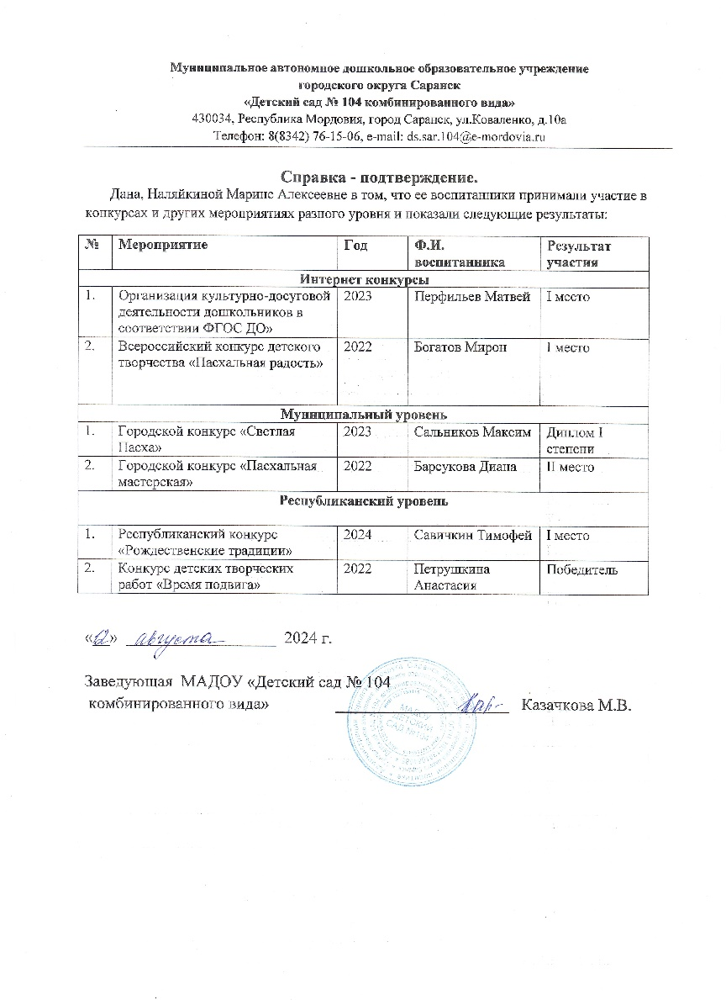 Муниципальное автономное дошкольное образовательное учреждение
городского округа Саранск
«Детский сад № 104 комбинированного вида»
430034, Республика Мордовия, город Саранск, ул.Коваленко, д.10а
Телефон: 8(8342) 76-15-06, e-mail: ds.sar.104@e-mordovia.ru
Справка - подтверждение.
Дана, Наляйкиной Марине Алексеевне в том, что ее воспитанники принимали участие в
конкурсах и других мероприятиях разного уровня и показали следующие результаты:
№ Мероприятие Год Ф.И. воспитанника Результат участия
Интернет конкурсы
1. Организация культурно-досуговой 2023 Перфильев Матвей I место
деятельности дошкольников в
соответствии ФГОС ДО»
2. Всероссийский конкурс детского 2022 Богатов Мирон I место
творчества «Пасхальная радость»
Муниципальный уровень
1. Городской конкурс «Светлая 2023 Сальников Максим Диплом I
Пасха» степени
2. Городской конкурс «Пасхальная 2022 Барсукова Диана II место
мастерская»
Республиканский уровень
1. Республиканский конкурс 2024 Савичкин Тимофей I место
«Рождественские традиции»
2. Конкурс детских творческих 2022 Петрушкина Победитель
работ «Время подвига» Анастасия
«» августа 2024 г.
Заведующая МАДОУ «Детский сад № 104
комбинированного вида» Казачкова М.В.
МАДОУ
ДЕТСКИЙ
САД №104